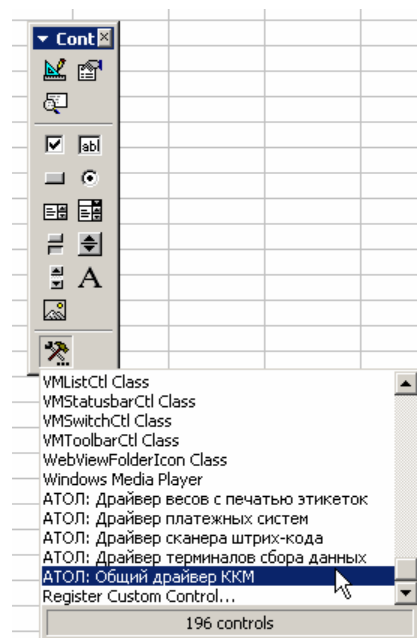 Cont
abl
A
VMListCtl Class
VMStatusbarCtl Class
VMSwitchCtl Class
VMToolbarCtl Class
WebViewFolderIcon Class
Windows Media Player
АТОЛ: Драйвер весов с печатью этикеток
АТОЛ: Драйвер платежных систем
АТОЛ: Драйвер сканера штрих-кода
АТОЛ: Драйвер терминалов сбора данных
АТОЛ: Общий драйвер ККМ
Register Custom Control...
196 controls